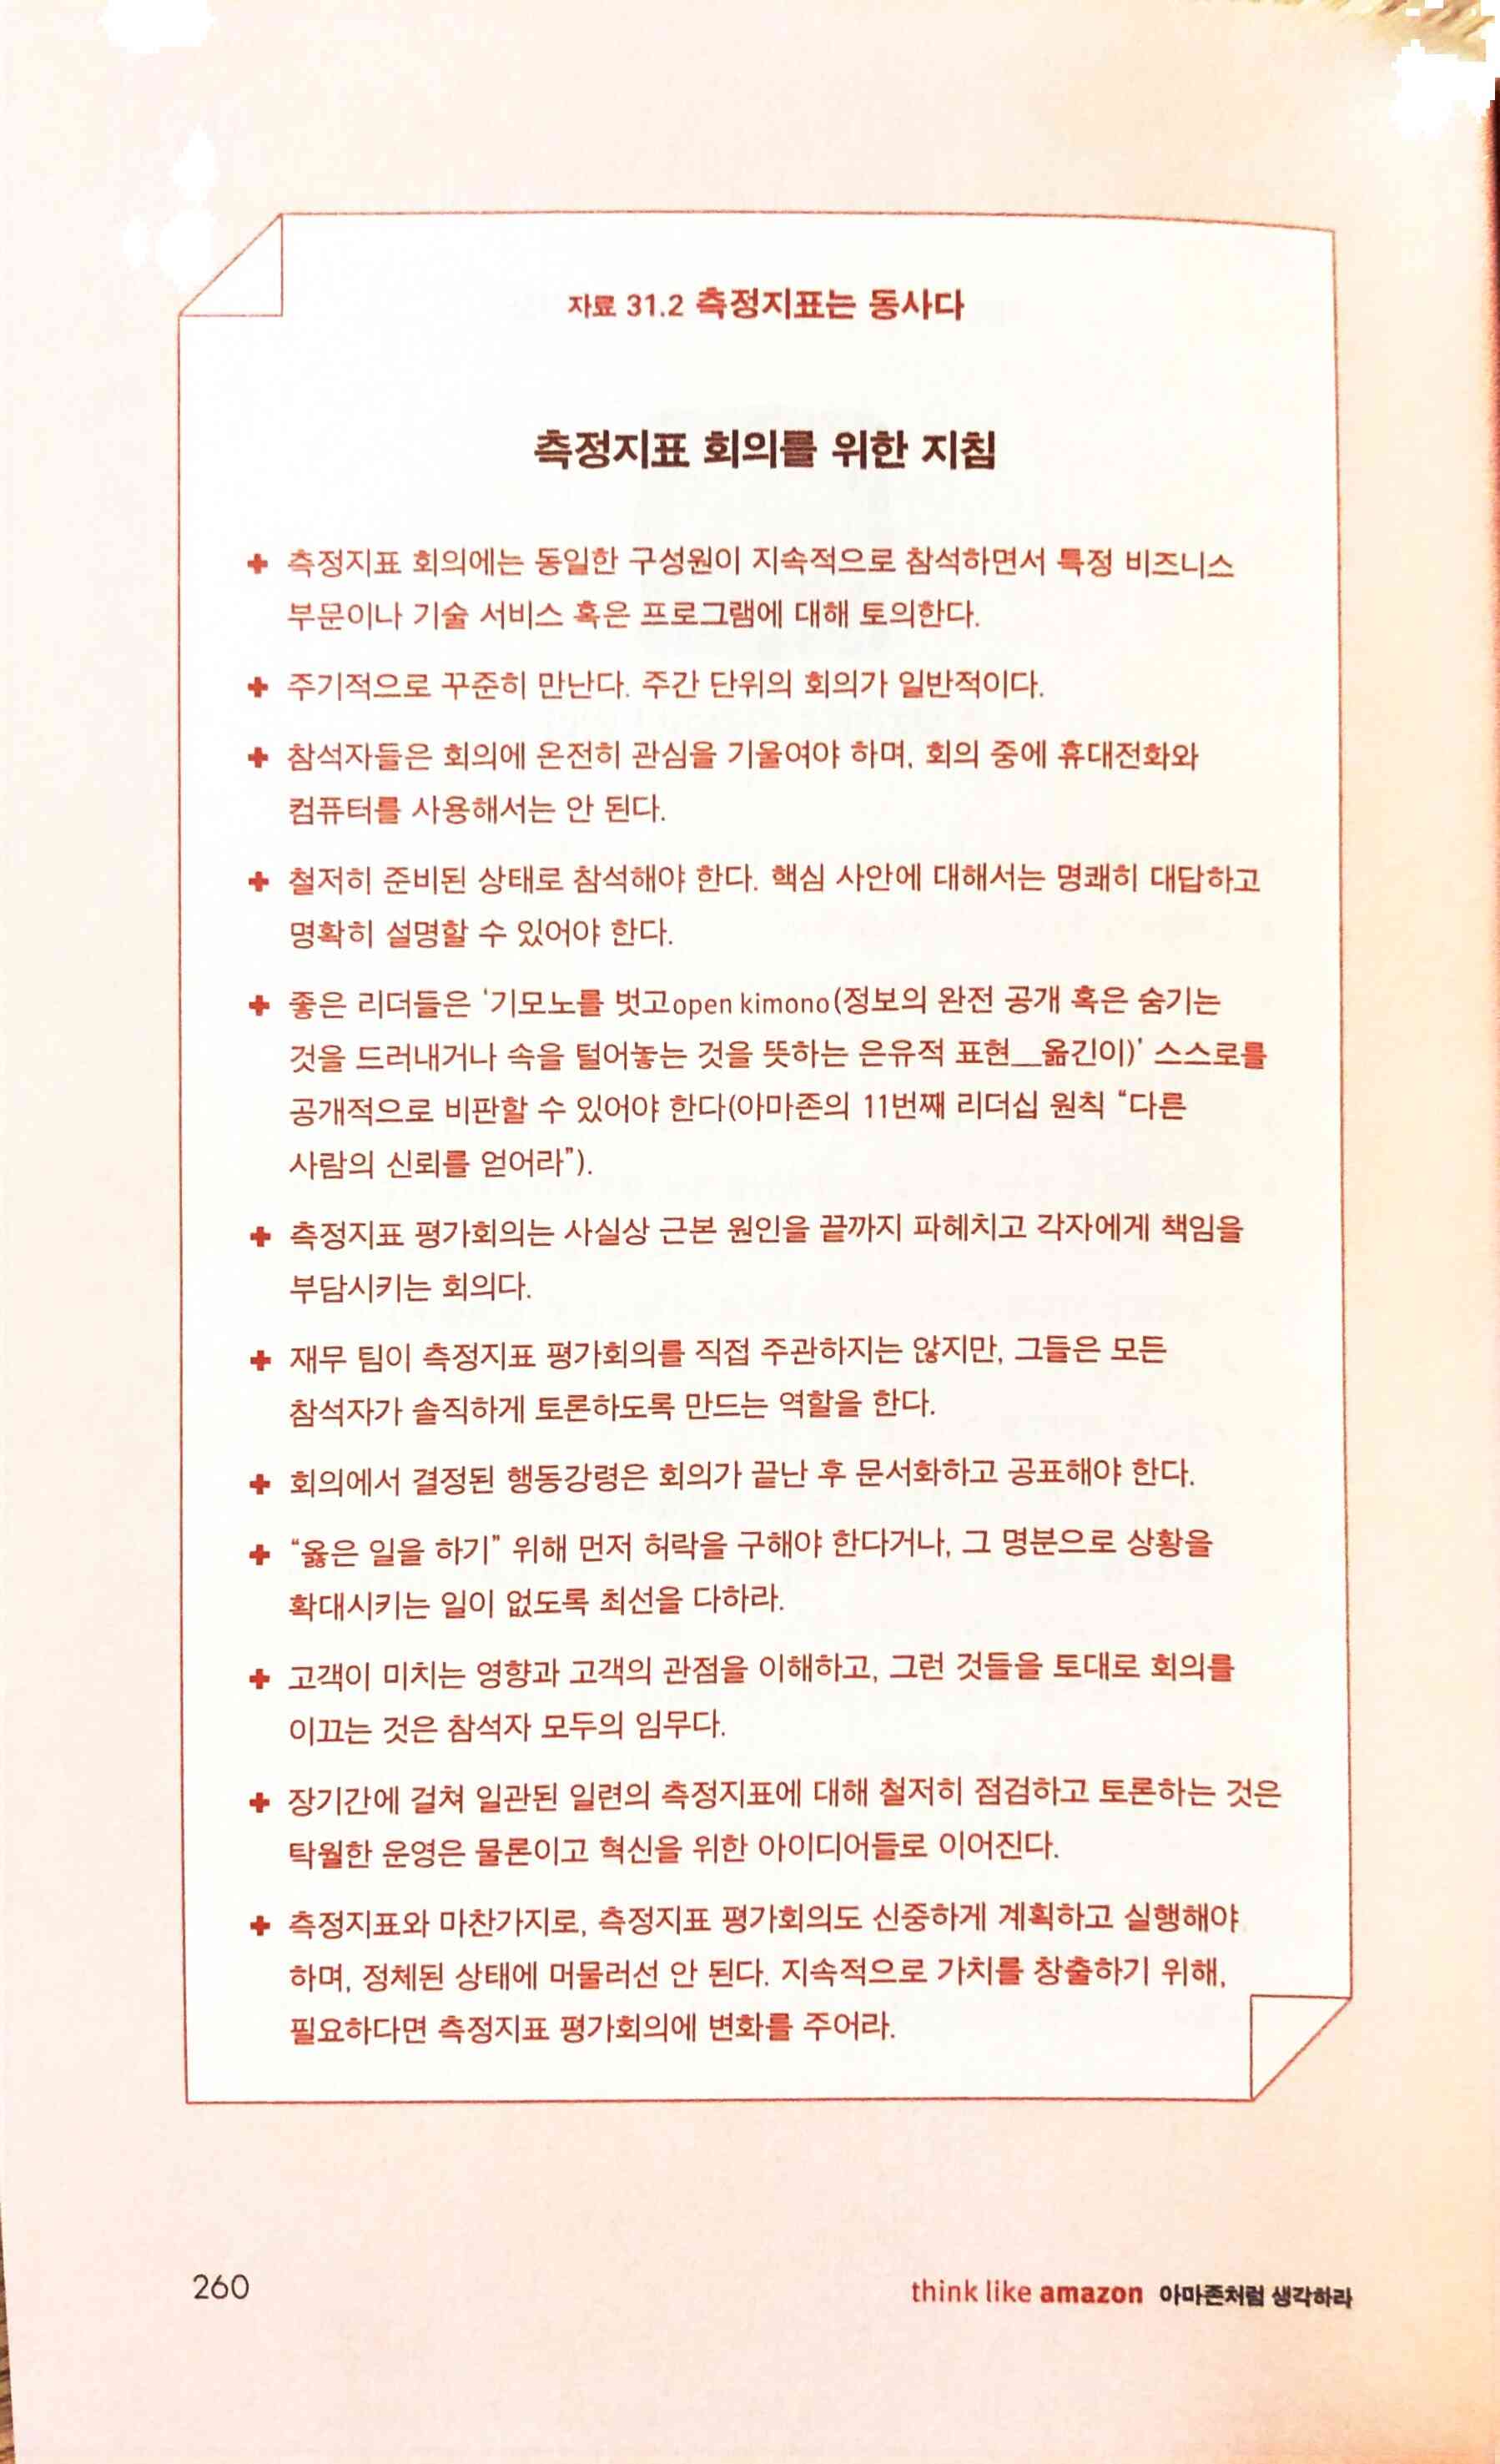 자료 31.2 측정지표는 동사다
측정지표 회의를 위한 지침
+ 측정지표 회의에는 동일한 구성원이 지속적으로 참석하면서 특정 비즈니스
부문이나 기술 서비스 혹은 프로그램에 대해 토의한다.
+ 주기적으로 꾸준히 만난다. 주간 단위의 회의가 일반적이다.
+ 참석자들은 회의에 온전히 관심을 기울여야 하며, 회의 중에 휴대전화와
컴퓨터를 사용해서는 안 된다.
+ 철저히 준비된 상태로 참석해야 한다. 핵심 사안에 대해서는 명쾌히 대답하고
명확히 설명할 수 있어야 한다.
+ 좋은 리더들은 ‘기모노를 벗고open kimono(정보의 완전 공개 혹은 숨기는
것을 드러내거나 속을 털어놓는 것을 뜻하는 은유적 표현__옮긴이)’ 스스로를
공개적으로 비판할 수 있어야 한다(아마존의 11번째 리더십 원칙 “다른
사람의 신뢰를 얻어라”).
+ 측정지표 평가회의는 사실상 근본 원인을 끝까지 파헤치고 각자에게 책임을
부담시키는 회의다.
+ 재무 팀이 측정지표 평가회의를 직접 주관하지는 않지만, 그들은 모든
참석자가 솔직하게 토론하도록 만드는 역할을 한다.
+ 회의에서 결정된 행동강령은 회의가 끝난 후 문서화하고 공표해야 한다.
+ “옳은 일을 하기” 위해 먼저 허락을 구해야 한다거나, 그 명분으로 상황을
확대시키는 일이 없도록 최선을 다하라.
+ 고객이 미치는 영향과 고객의 관점을 이해하고, 그런 것들을 토대로 회의를
이끄는 것은 참석자 모두의 임무다.
+ 장기간에 걸쳐 일관된 일련의 측정지표에 대해 철저히 점검하고 토론하는 것은
탁월한 운영은 물론이고 혁신을 위한 아이디어들로 이어진다.
+ 측정지표와 마찬가지로, 측정지표 평가회의도 신중하게 계획하고 실행해야
하며, 정체된 상태에 머물러선 안 된다. 지속적으로 가치를 창출하기 위해,
필요하다면 측정지표 평가회의에 변화를 주어라.
260
think like amazon 아마존처럼 생각하라